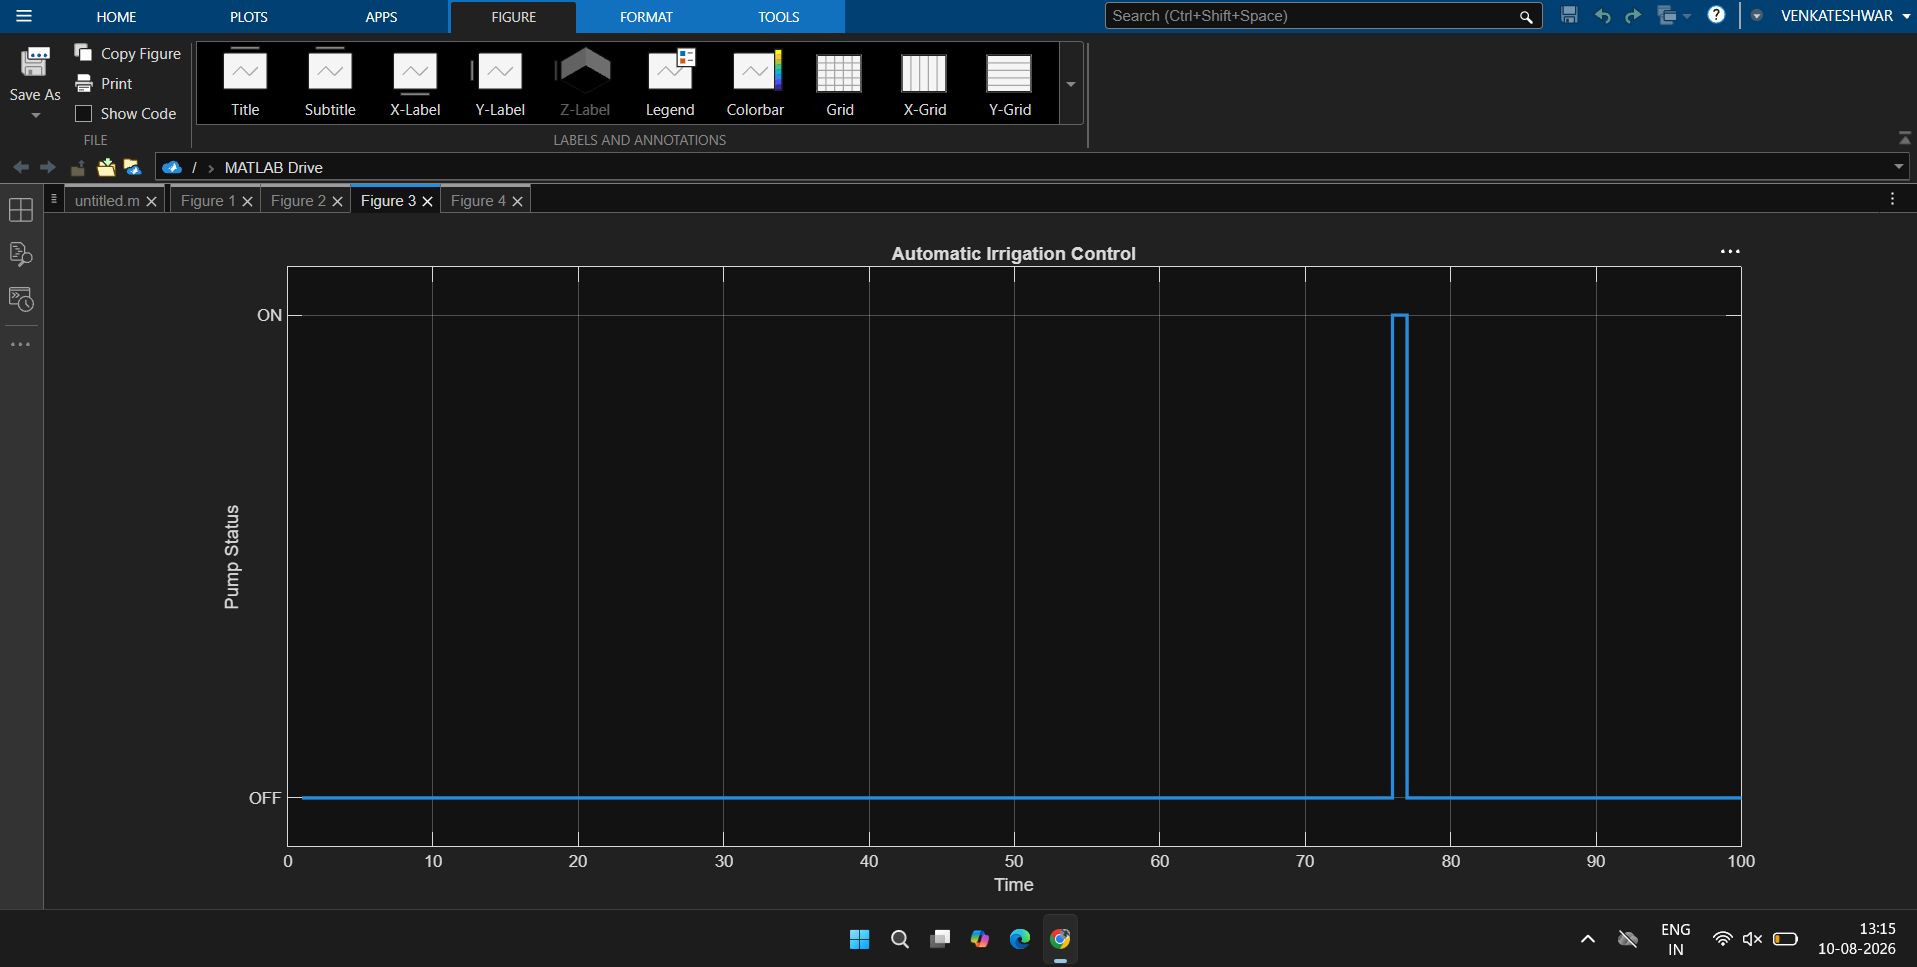 HOME PLOTS APPS FIGURE FORMAT TOOLS Search (Ctrl+Shift+Space) ? VENKATESHWAR
Save As
Copy Figure
Print
Show Code
FILE
Title Subtitle X-Label Y-Label Z-Label Legend Colorbar Grid X-Grid Y-Grid
LABELS AND ANNOTATIONS
/ › MATLAB Drive
untitled.m Figure 1 Figure 2 Figure 3 Figure 4
Automatic Irrigation Control
ON
Pump Status
OFF
0 10 20 30 40 50 60 70 80 90 100
Time
ENG
IN
13:15
10-08-2026